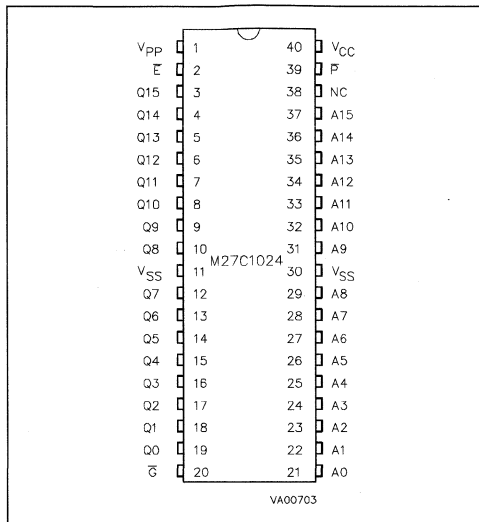 VPP 1 40 VCC
E̅ 2 39 P̅
Q15 3 38 NC
Q14 4 37 A15
Q13 5 36 A14
Q12 6 35 A13
Q11 7 34 A12
Q10 8 33 A11
Q9 9 32 A10
Q8 10 31 A9
M27C1024
VSS 11 30 VSS
Q7 12 29 A8
Q6 13 28 A7
Q5 14 27 A6
Q4 15 26 A5
Q3 16 25 A4
Q2 17 24 A3
Q1 18 23 A2
Q0 19 22 A1
G̅ 20 21 A0
VA00703